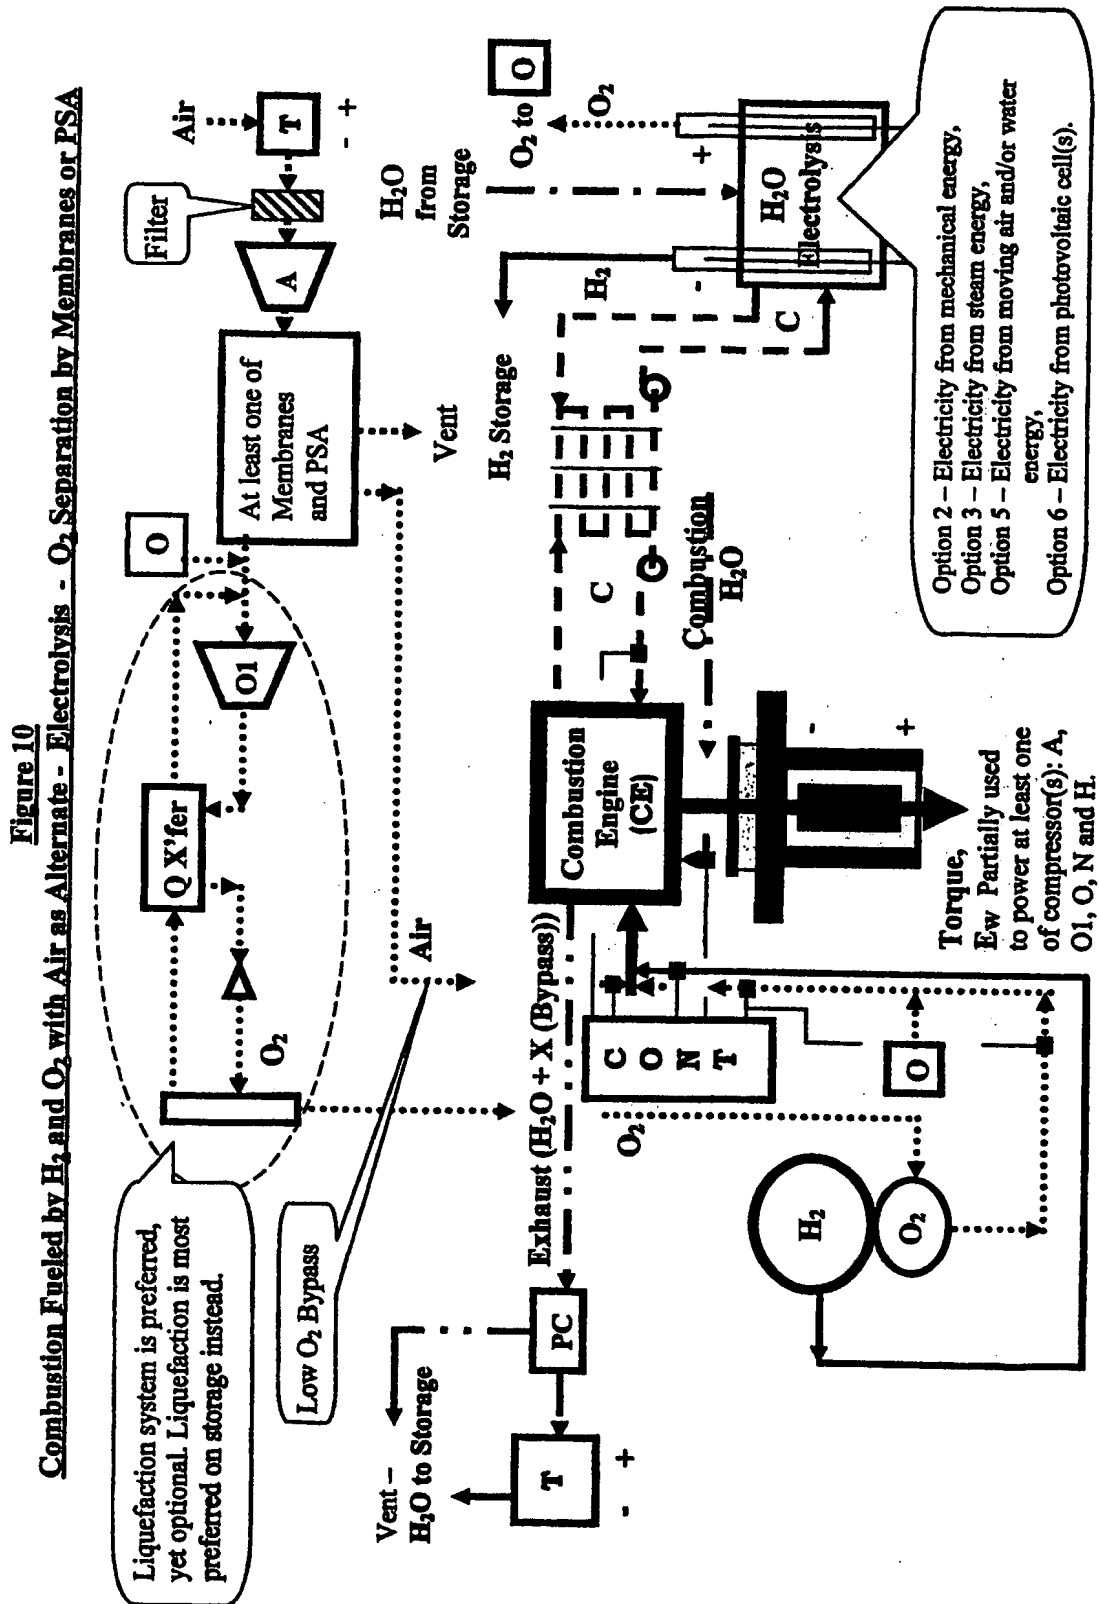 Figure 10
Combustion Fueled by H₂ and O₂ with Air as Alternate - Electrolysis - O₂ Separation by Membranes or PSA
Liquefaction system is preferred,
yet optional. Liquefaction is most
preferred on storage instead.
Q X'fer
O₂
O1
O
At least one of
Membranes
and PSA
A
Filter
Air
T
- +
Low O₂ Bypass
Air
Vent
H₂O
from
Storage
O₂ to
O
O₂
H₂ Storage
H₂
-
+
H₂O
Electrolysis
C
C
Vent –
H₂O to Storage
T
- +
PC
Exhaust (H₂O + X (Bypass))
Combustion
Engine
(CE)
Combustion
H₂O
C
O
N
T
O₂
O
H₂
O₂
-
+
Torque,
Ew Partially used
to power at least one
of compressor(s): A,
O1, O, N and H.
Option 2 – Electricity from mechanical energy,
Option 3 – Electricity from steam energy,
Option 5 – Electricity from moving air and/or water
energy,
Option 6 – Electricity from photovoltaic cell(s).